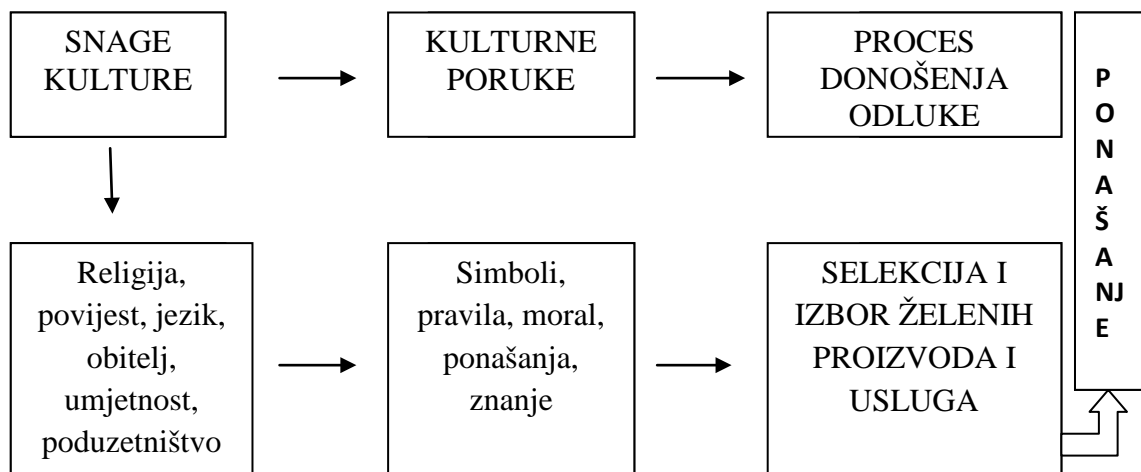 SNAGE
KULTURE
KULTURNE
PORUKE
PROCES
DONOŠENJA
ODLUKE
P
O
N
A
Š
A
NJ
E
Religija,
povijest, jezik,
obitelj,
umjetnost,
poduzetništvo
Simboli,
pravila, moral,
ponašanja,
znanje
SELEKCIJA I
IZBOR ŽELENIH
PROIZVODA I
USLUGA